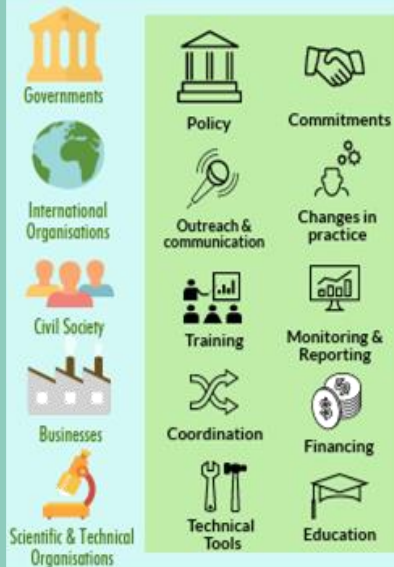 Governments
International
Organisations
Civil Society
Businesses
Scientific & Technical
Organisations
Policy
Commitments
Outreach &
communication
Changes in
practice
Training
Monitoring &
Reporting
Coordination
Financing
Technical
Tools
Education